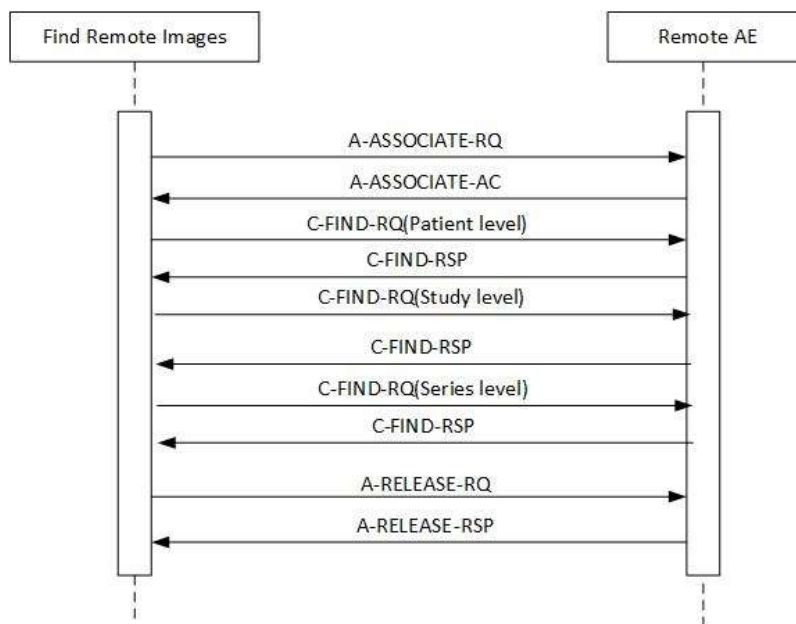 Find Remote Images
Remote AE
A-ASSOCIATE-RQ
A-ASSOCIATE-AC
C-FIND-RQ(Patient level)
C-FIND-RSP
C-FIND-RQ(Study level)
C-FIND-RSP
C-FIND-RQ(Series level)
C-FIND-RSP
A-RELEASE-RQ
A-RELEASE-RSP